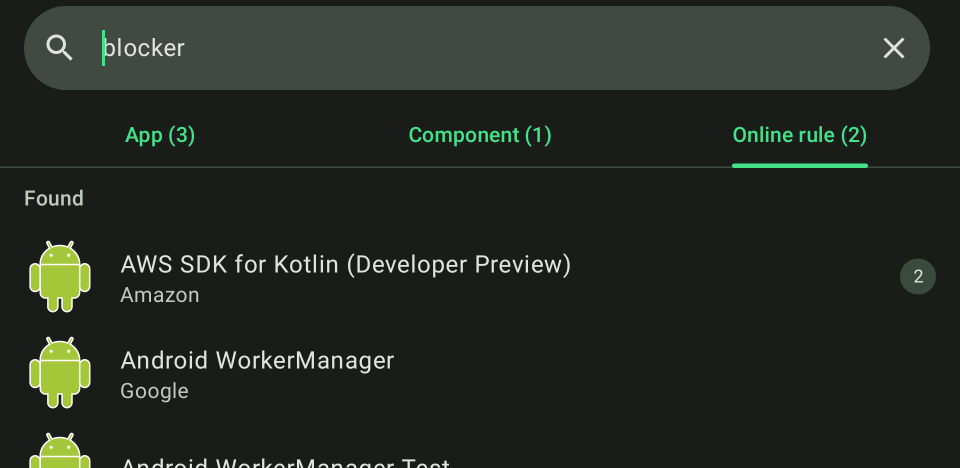 blocker
App (3)
Component (1)
Online rule (2)
Found
AWS SDK for Kotlin (Developer Preview)
Amazon
2
Android WorkerManager
Google
Android WorkerManager Test